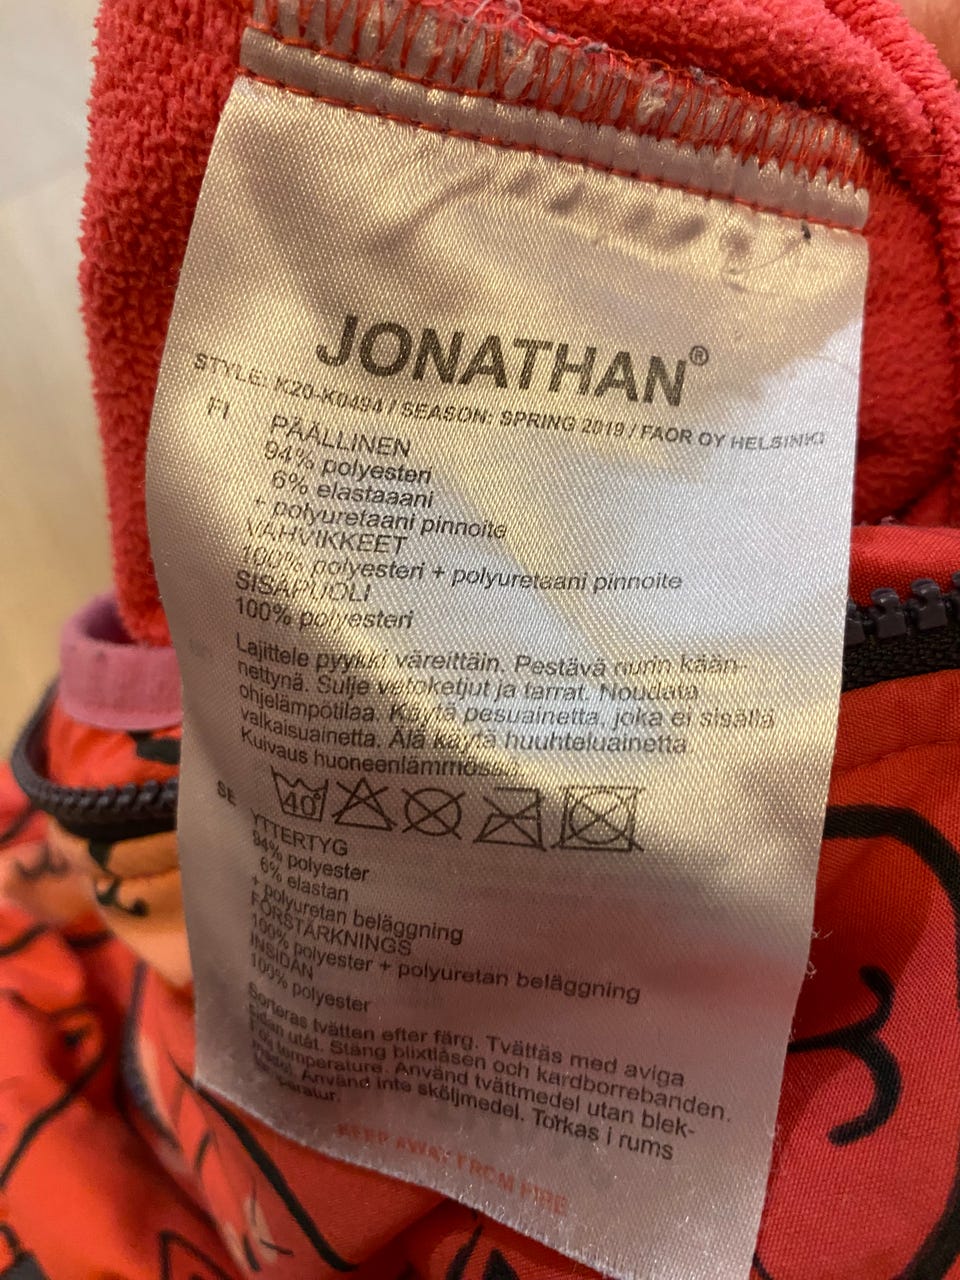 JONATHAN®
STYLE: K20-K0494 / SEASON: SPRING 2019 / FAOR OY HELSINKI
FI
PÄÄLLINEN
94% polyesteri
6% elastaaani
+ polyuretaani pinnoite
VAHVIKKEET
100% polyesteri + polyuretaani pinnoite
SISÄPUOLI
100% polyesteri
Lajittele pyykki väreittäin. Pestävä nurin kään-
nettynä. Sulje vetoketjut ja tarrat. Noudata
ohjelämpotilaa. Käytä pesuainetta, joka ei sisällä
valkaisuainetta. Älä käytä huuhteluainetta.
Kuivaus huoneenlämmössä.
40°
SE
YTTERTYG
94% polyester
6% elastan
+ polyuretan beläggning
FÖRSTÄRKNINGS
100% polyester + polyuretan beläggning
INSIDAN
100% polyester
Sorteras tvätten efter färg. Tvättäs med aviga
sidan utåt. Stäng blixtlåsen och kardborrebanden.
temperature. Använd tvättmedel utan blek-
medel. Använd inte sköljmedel. Torkas i rums
temperatur.
KEEP AWAY FROM FIRE